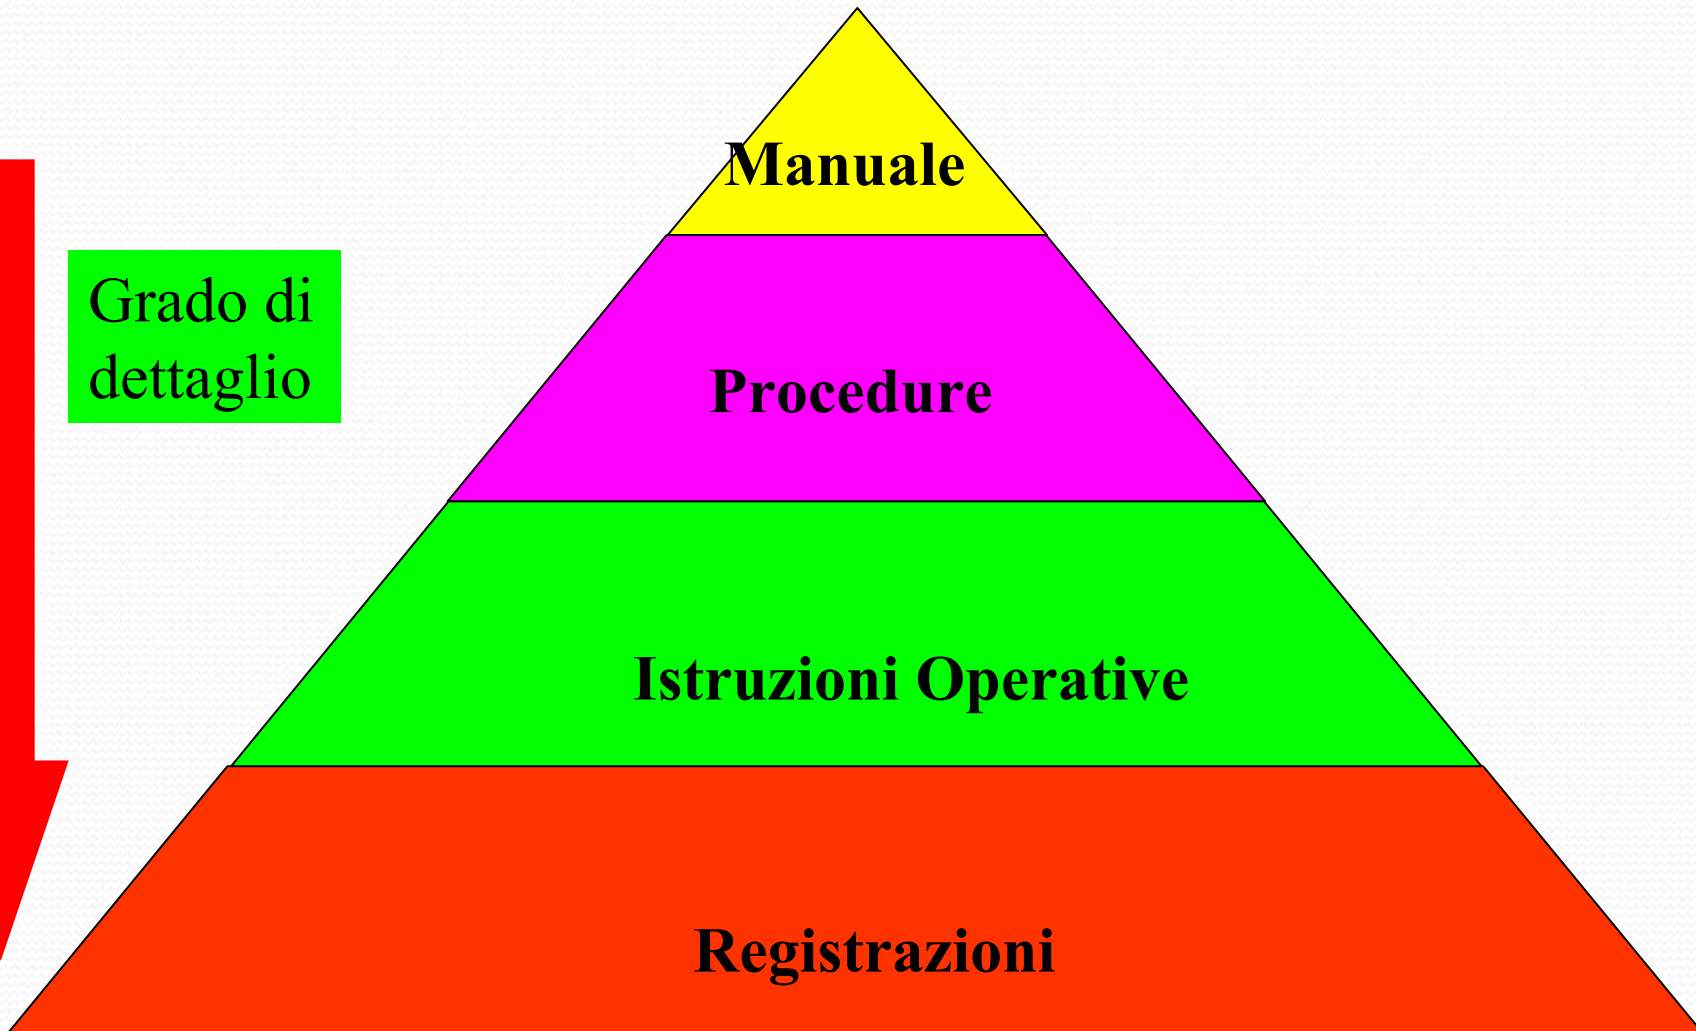 Manuale
Grado di
dettaglio
Procedure
Istruzioni Operative
Registrazioni